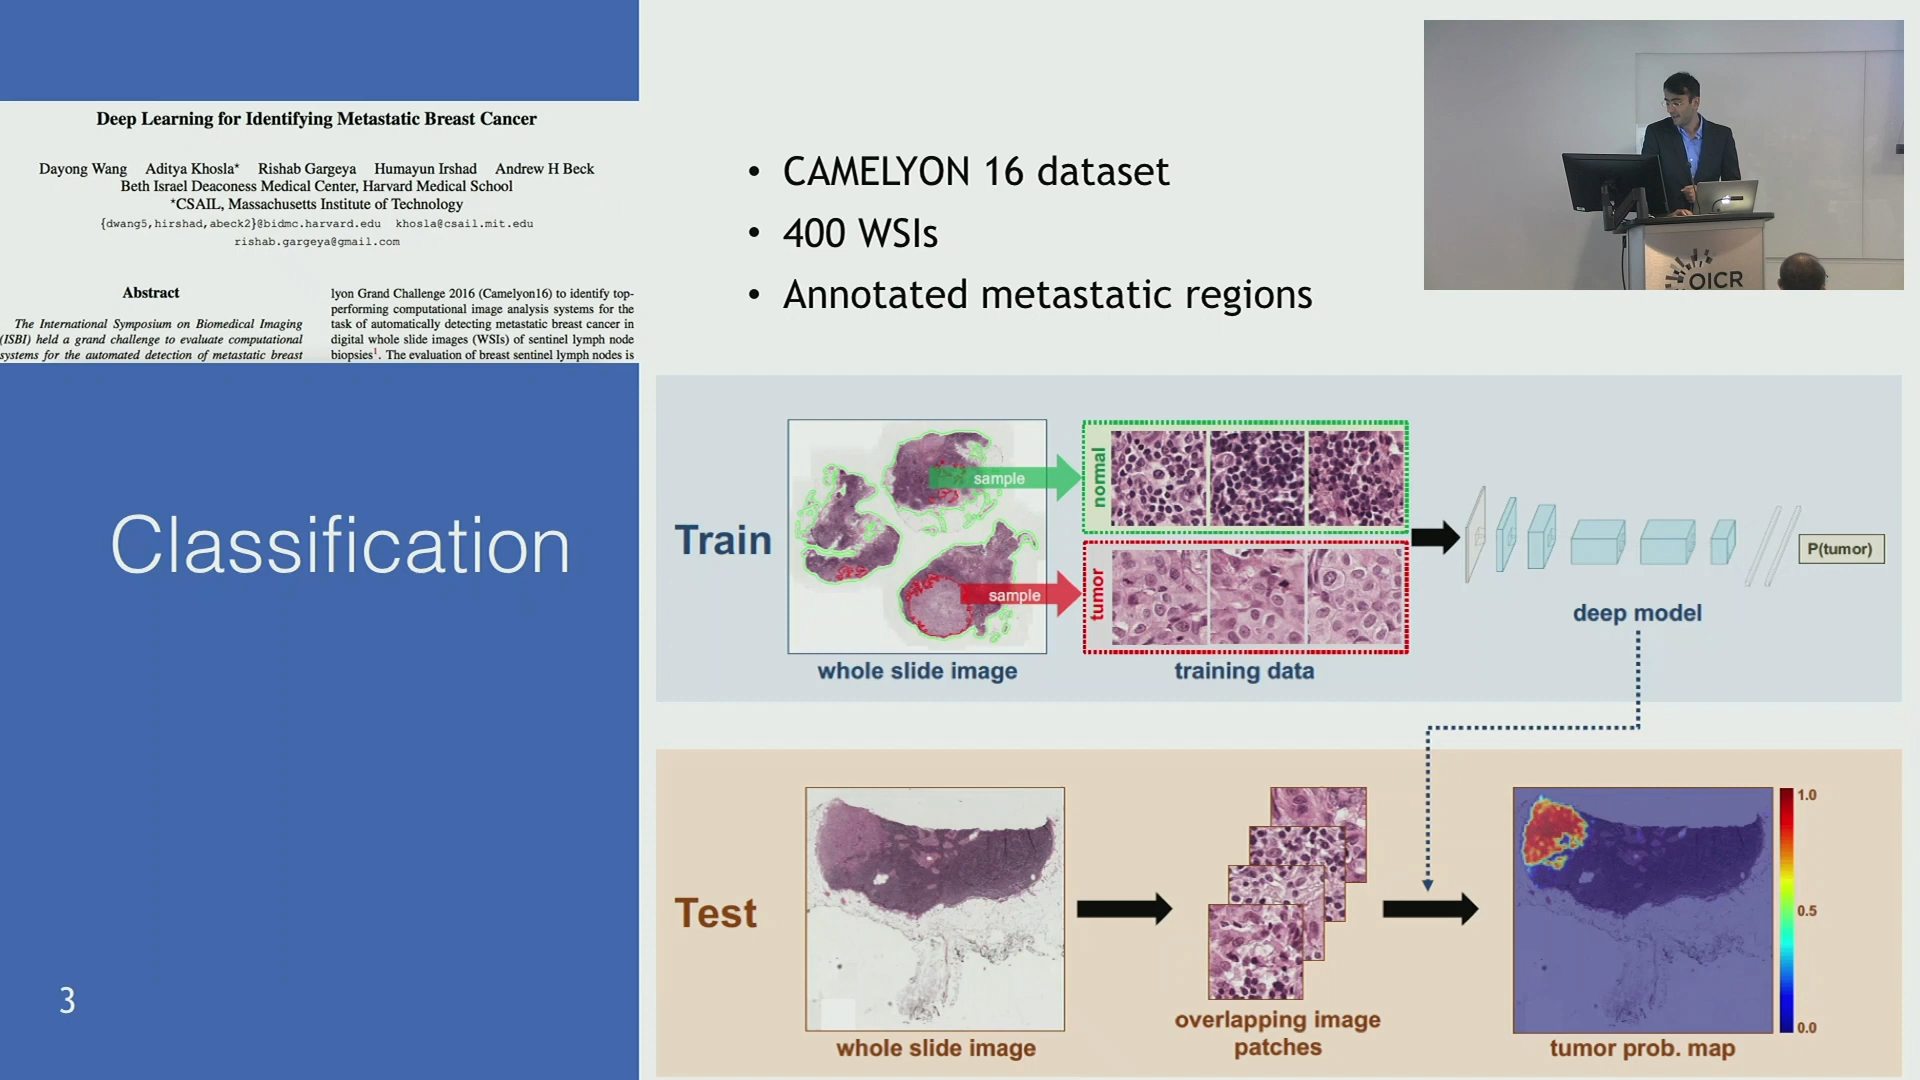 Deep Learning for Identifying Metastatic Breast Cancer
Dayong Wang Aditya Khosla* Rishab Gargeya Humayun Irshad Andrew H Beck
Beth Israel Deaconess Medical Center, Harvard Medical School
*CSAIL, Massachusetts Institute of Technology
{dwang5,hirshad,abeck2}@bidmc.harvard.edu khosla@csail.mit.edu
rishab.gargeya@gmail.com
Abstract
The International Symposium on Biomedical Imaging
(ISBI) held a grand challenge to evaluate computational
systems for the automated detection of metastatic breast
lyon Grand Challenge 2016 (Camelyon16) to identify top-
performing computational image analysis systems for the
task of automatically detecting metastatic breast cancer in
digital whole slide images (WSIs) of sentinel lymph node
biopsies1. The evaluation of breast sentinel lymph nodes is
Classification
3
• CAMELYON 16 dataset
• 400 WSIs
• Annotated metastatic regions
OICR
Train
sample
sample
whole slide image
normal
tumor
training data
P(tumor)
deep model
Test
whole slide image
overlapping image
patches
1.0
0.5
0.0
tumor prob. map